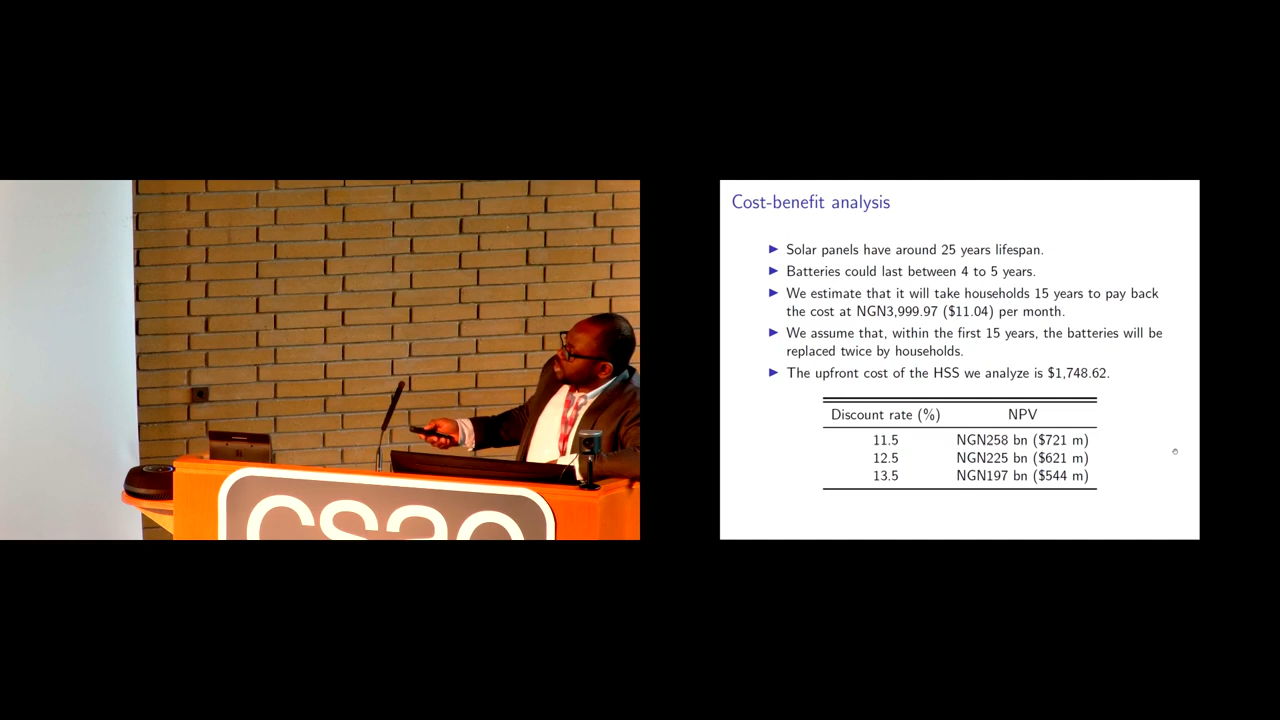 Cost-benefit analysis
Solar panels have around 25 years lifespan.
Batteries could last between 4 to 5 years.
We estimate that it will take households 15 years to pay back
the cost at NGN3,999.97 ($11.04) per month.
We assume that, within the first 15 years, the batteries will be
replaced twice by households.
The upfront cost of the HSS we analyze is $1,748.62.
Discount rate (%) NPV
11.5 NGN258 bn ($721 m)
12.5 NGN225 bn ($621 m)
13.5 NGN197 bn ($544 m)
csae